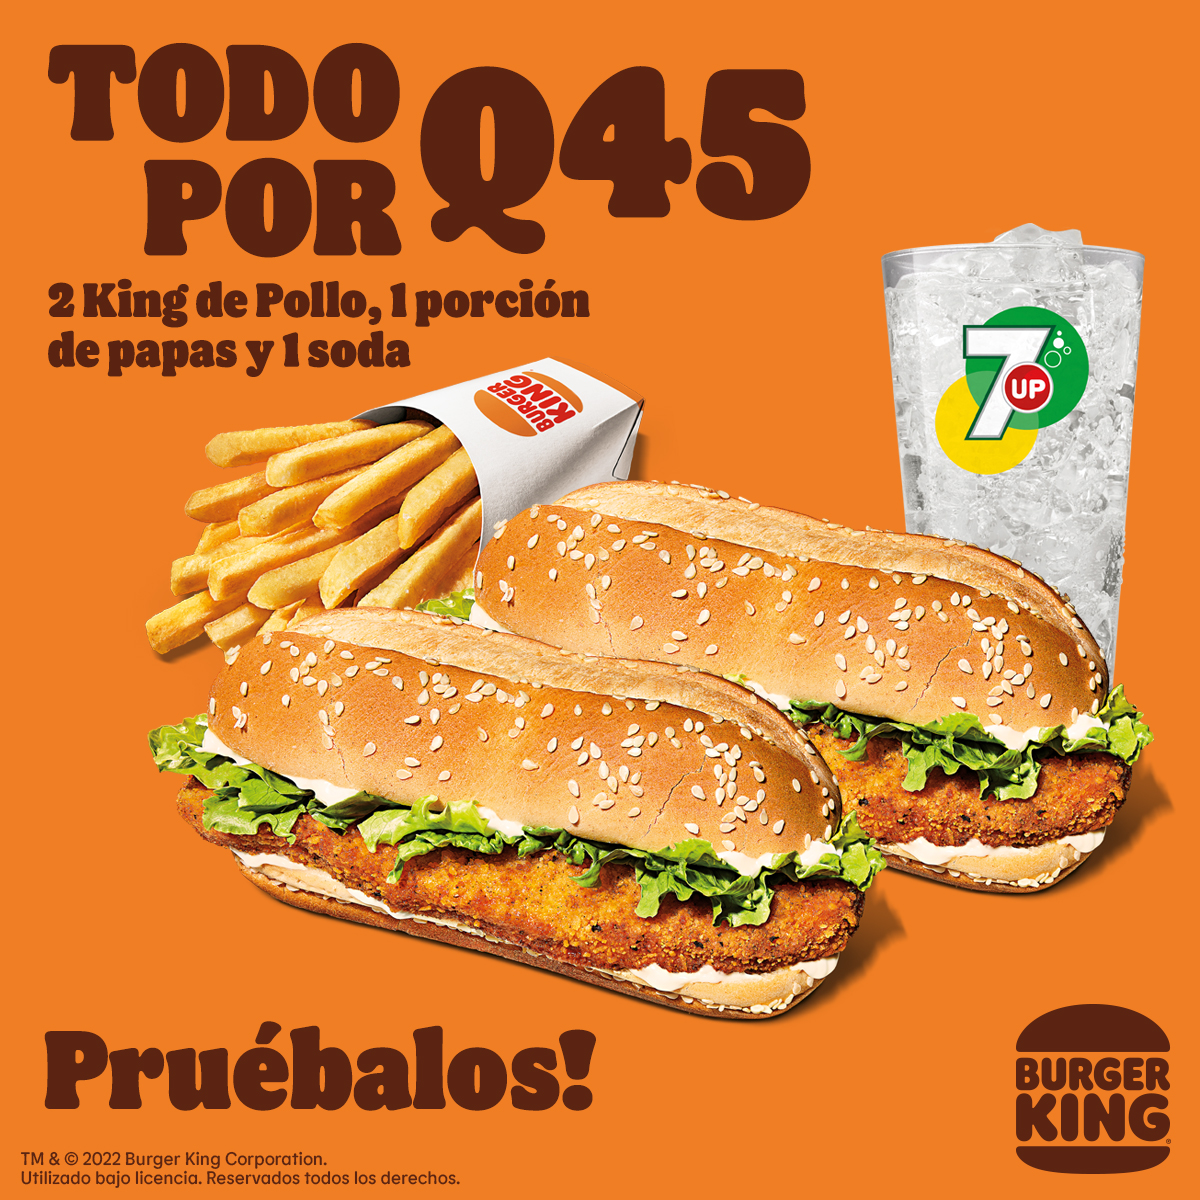 TODO
POR Q45
2 King de Pollo, 1 porción
de papas y 1 soda
BURGER
KING
7
UP
Pruébalos!
BURGER
KING
®
TM & © 2022 Burger King Corporation.
Utilizado bajo licencia. Reservados todos los derechos.